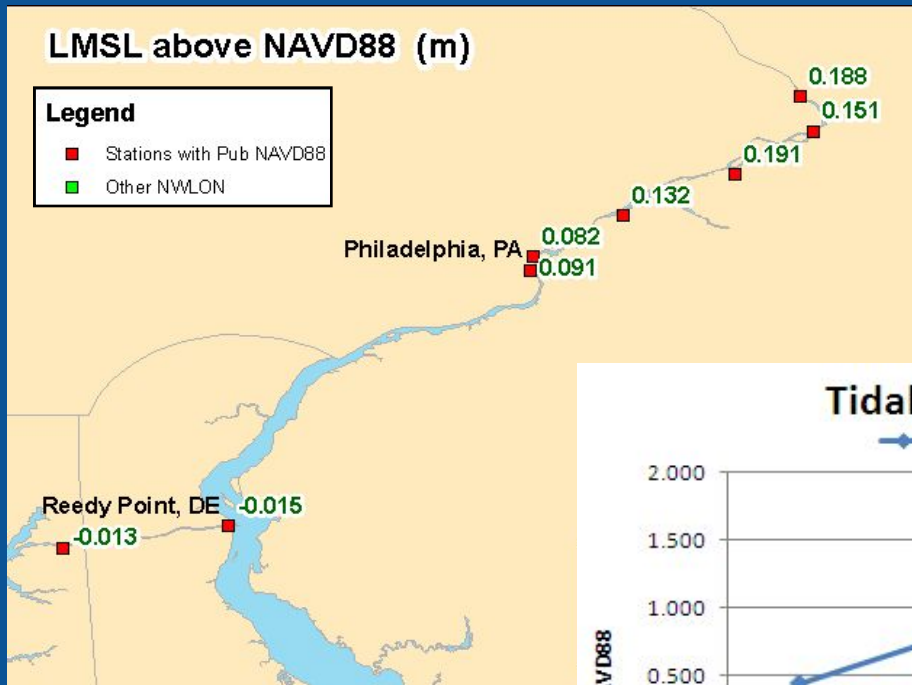 LMSL above NAVD88 (m)
Legend
Stations with Pub NAVD88
Other NWLON
0.188
0.151
0.191
0.132
0.082
Philadelphia, PA
0.091
Reedy Point, DE
-0.015
-0.013
Tidal
2.000
1.500
1.000
0.500
AVD88